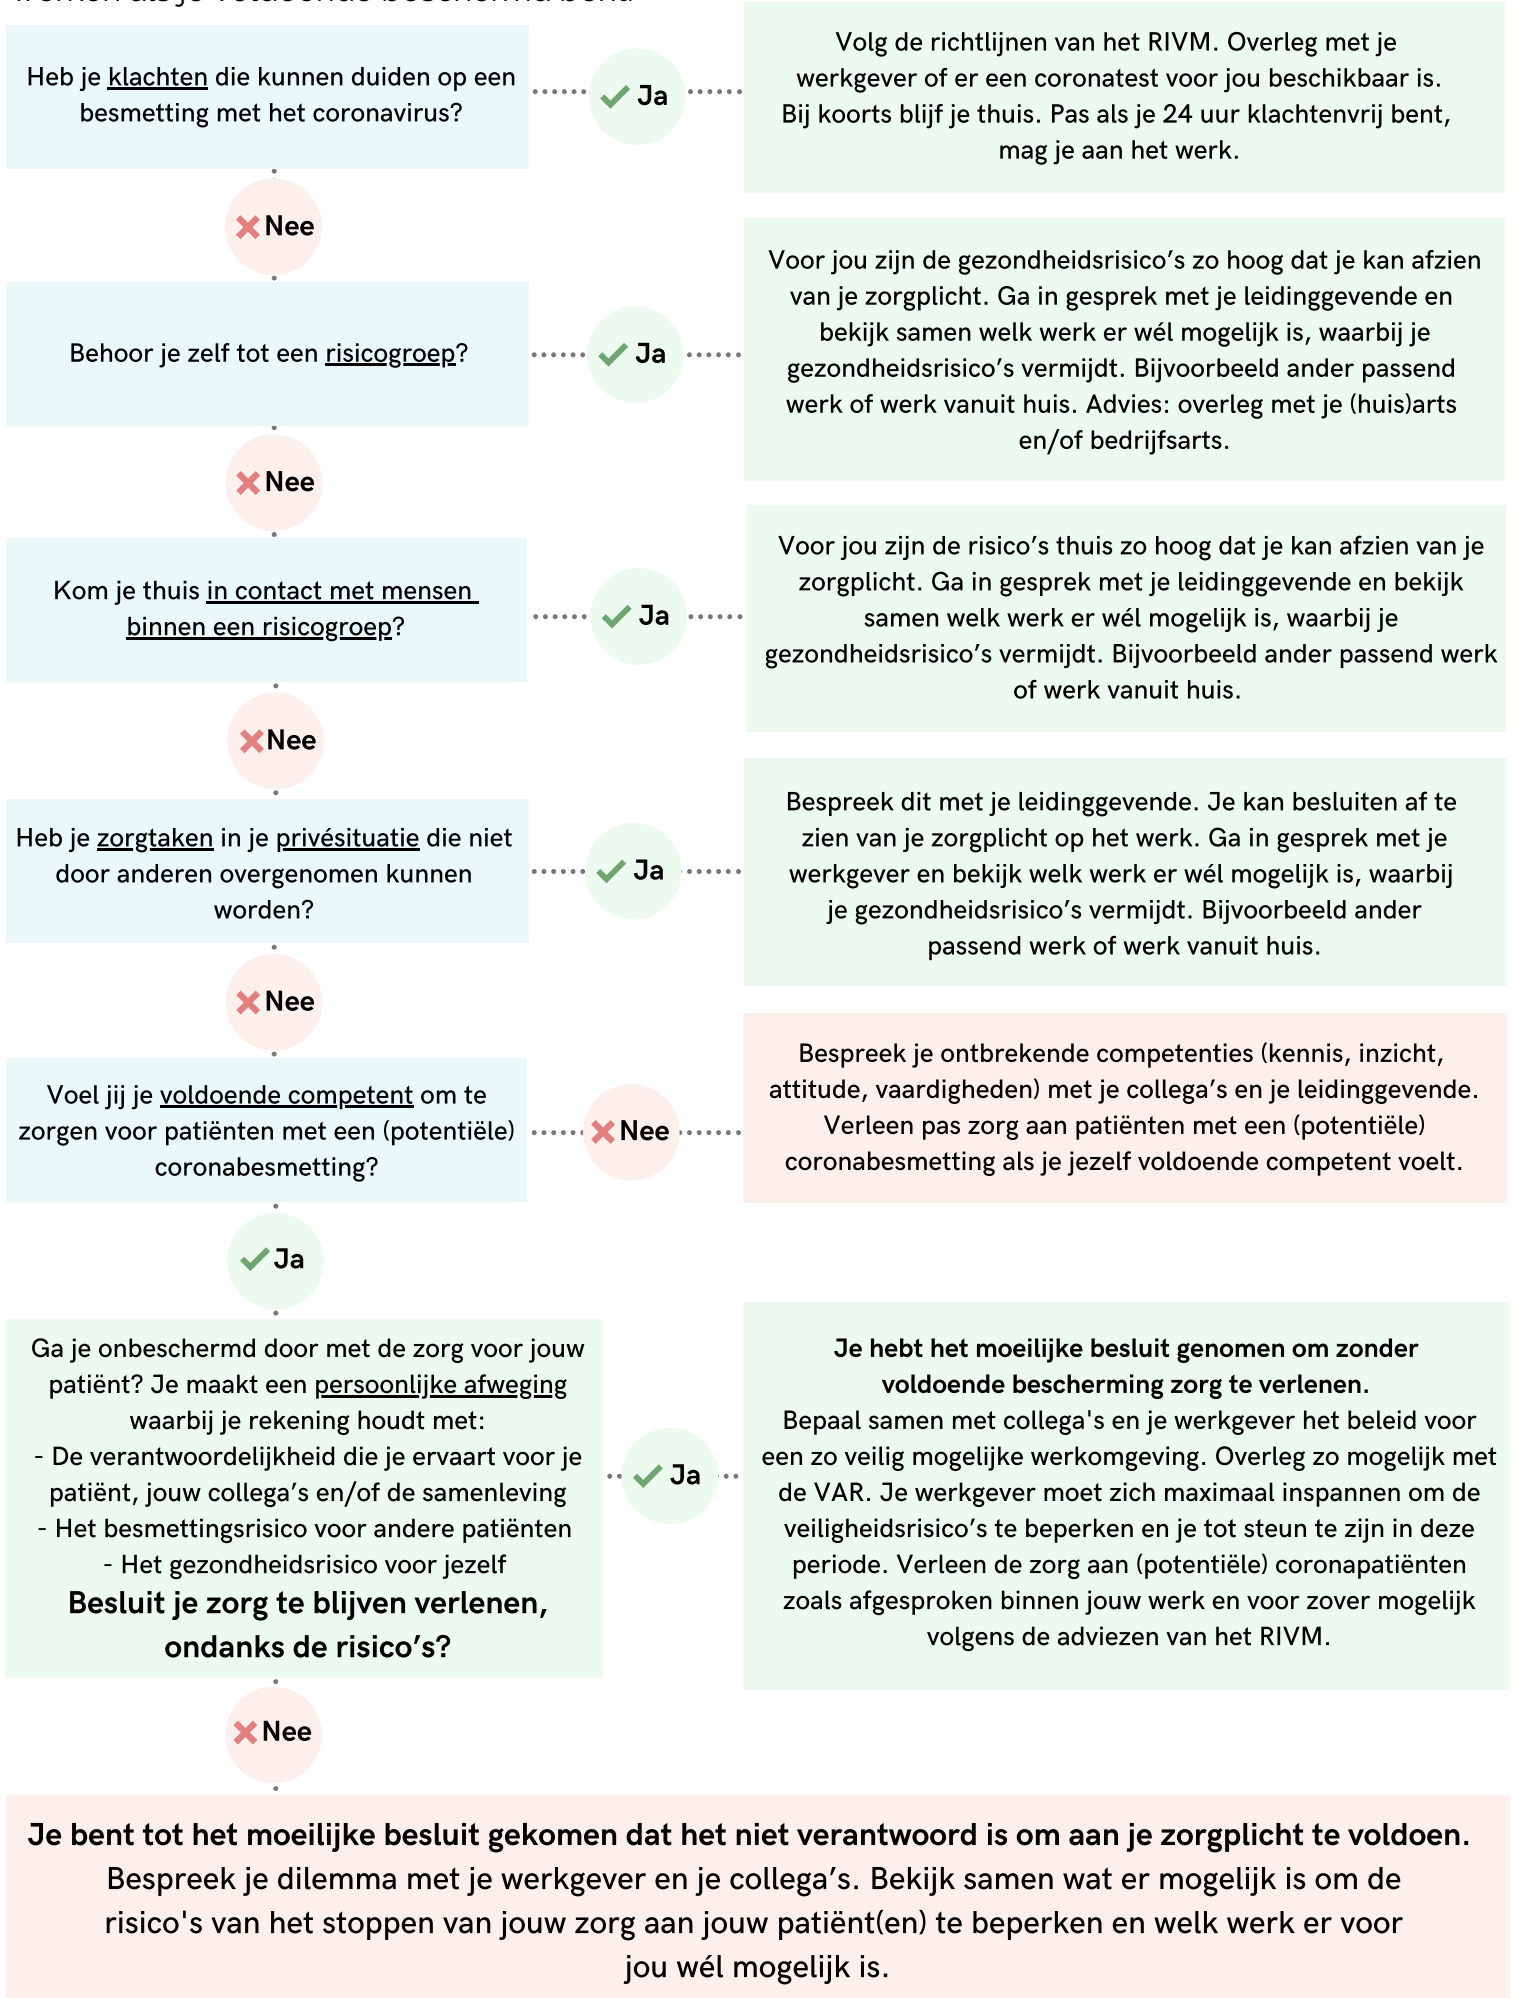 Heb je klachten die kunnen duiden op een
besmetting met het coronavirus?
Ja
Volg de richtlijnen van het RIVM. Overleg met je
werkgever of er een coronatest voor jou beschikbaar is.
Bij koorts blijf je thuis. Pas als je 24 uur klachtenvrij bent,
mag je aan het werk.
Nee
Behoor je zelf tot een risicogroep?
Ja
Voor jou zijn de gezondheidsrisico's zo hoog dat je kan afzien
van je zorgplicht. Ga in gesprek met je leidinggevende en
bekijk samen welk werk er wél mogelijk is, waarbij je
gezondheidsrisico's vermijdt. Bijvoorbeeld ander passend
werk of werk vanuit huis. Advies: overleg met je (huis)arts
en/of bedrijfsarts.
Nee
Kom je thuis in contact met mensen
binnen een risicogroep?
Ja
Voor jou zijn de risico's thuis zo hoog dat je kan afzien van je
zorgplicht. Ga in gesprek met je leidinggevende en bekijk
samen welk werk er wél mogelijk is, waarbij je
gezondheidsrisico's vermijdt. Bijvoorbeeld ander passend werk
of werk vanuit huis.
Nee
Heb je zorgtaken in je privésituatie die niet
door anderen overgenomen kunnen
worden?
Ja
Bespreek dit met je leidinggevende. Je kan besluiten af te
zien van je zorgplicht op het werk. Ga in gesprek met je
werkgever en bekijk welk werk er wél mogelijk is, waarbij
je gezondheidsrisico's vermijdt. Bijvoorbeeld ander
passend werk of werk vanuit huis.
Nee
Voel jij je voldoende competent om te
zorgen voor patiënten met een (potentiële)
coronabesmetting?
Nee
Bespreek je ontbrekende competenties (kennis, inzicht,
attitude, vaardigheden) met je collega's en je leidinggevende.
Verleen pas zorg aan patiënten met een (potentiële)
coronabesmetting als je jezelf voldoende competent voelt.
Ja
Ga je onbeschermd door met de zorg voor jouw
patiënt? Je maakt een persoonlijke afweging
waarbij je rekening houdt met:
- De verantwoordelijkheid die je ervaart voor je
patiënt, jouw collega's en/of de samenleving
- Het besmettingsrisico voor andere patiënten
- Het gezondheidsrisico voor jezelf
Besluit je zorg te blijven verlenen,
ondanks de risico's?
Ja
Je hebt het moeilijke besluit genomen om zonder
voldoende bescherming zorg te verlenen.
Bepaal samen met collega's en je werkgever het beleid voor
een zo veilig mogelijke werkomgeving. Overleg zo mogelijk met
de VAR. Je werkgever moet zich maximaal inspannen om de
veiligheidsrisico's te beperken en je tot steun te zijn in deze
periode. Verleen de zorg aan (potentiële) coronapatiënten
zoals afgesproken binnen jouw werk en voor zover mogelijk
volgens de adviezen van het RIVM.
Nee
Je bent tot het moeilijke besluit gekomen dat het niet verantwoord is om aan je zorgplicht te voldoen.
Bespreek je dilemma met je werkgever en je collega's. Bekijk samen wat er mogelijk is om de
risico's van het stoppen van jouw zorg aan jouw patiënt(en) te beperken en welk werk er voor
jou wél mogelijk is.